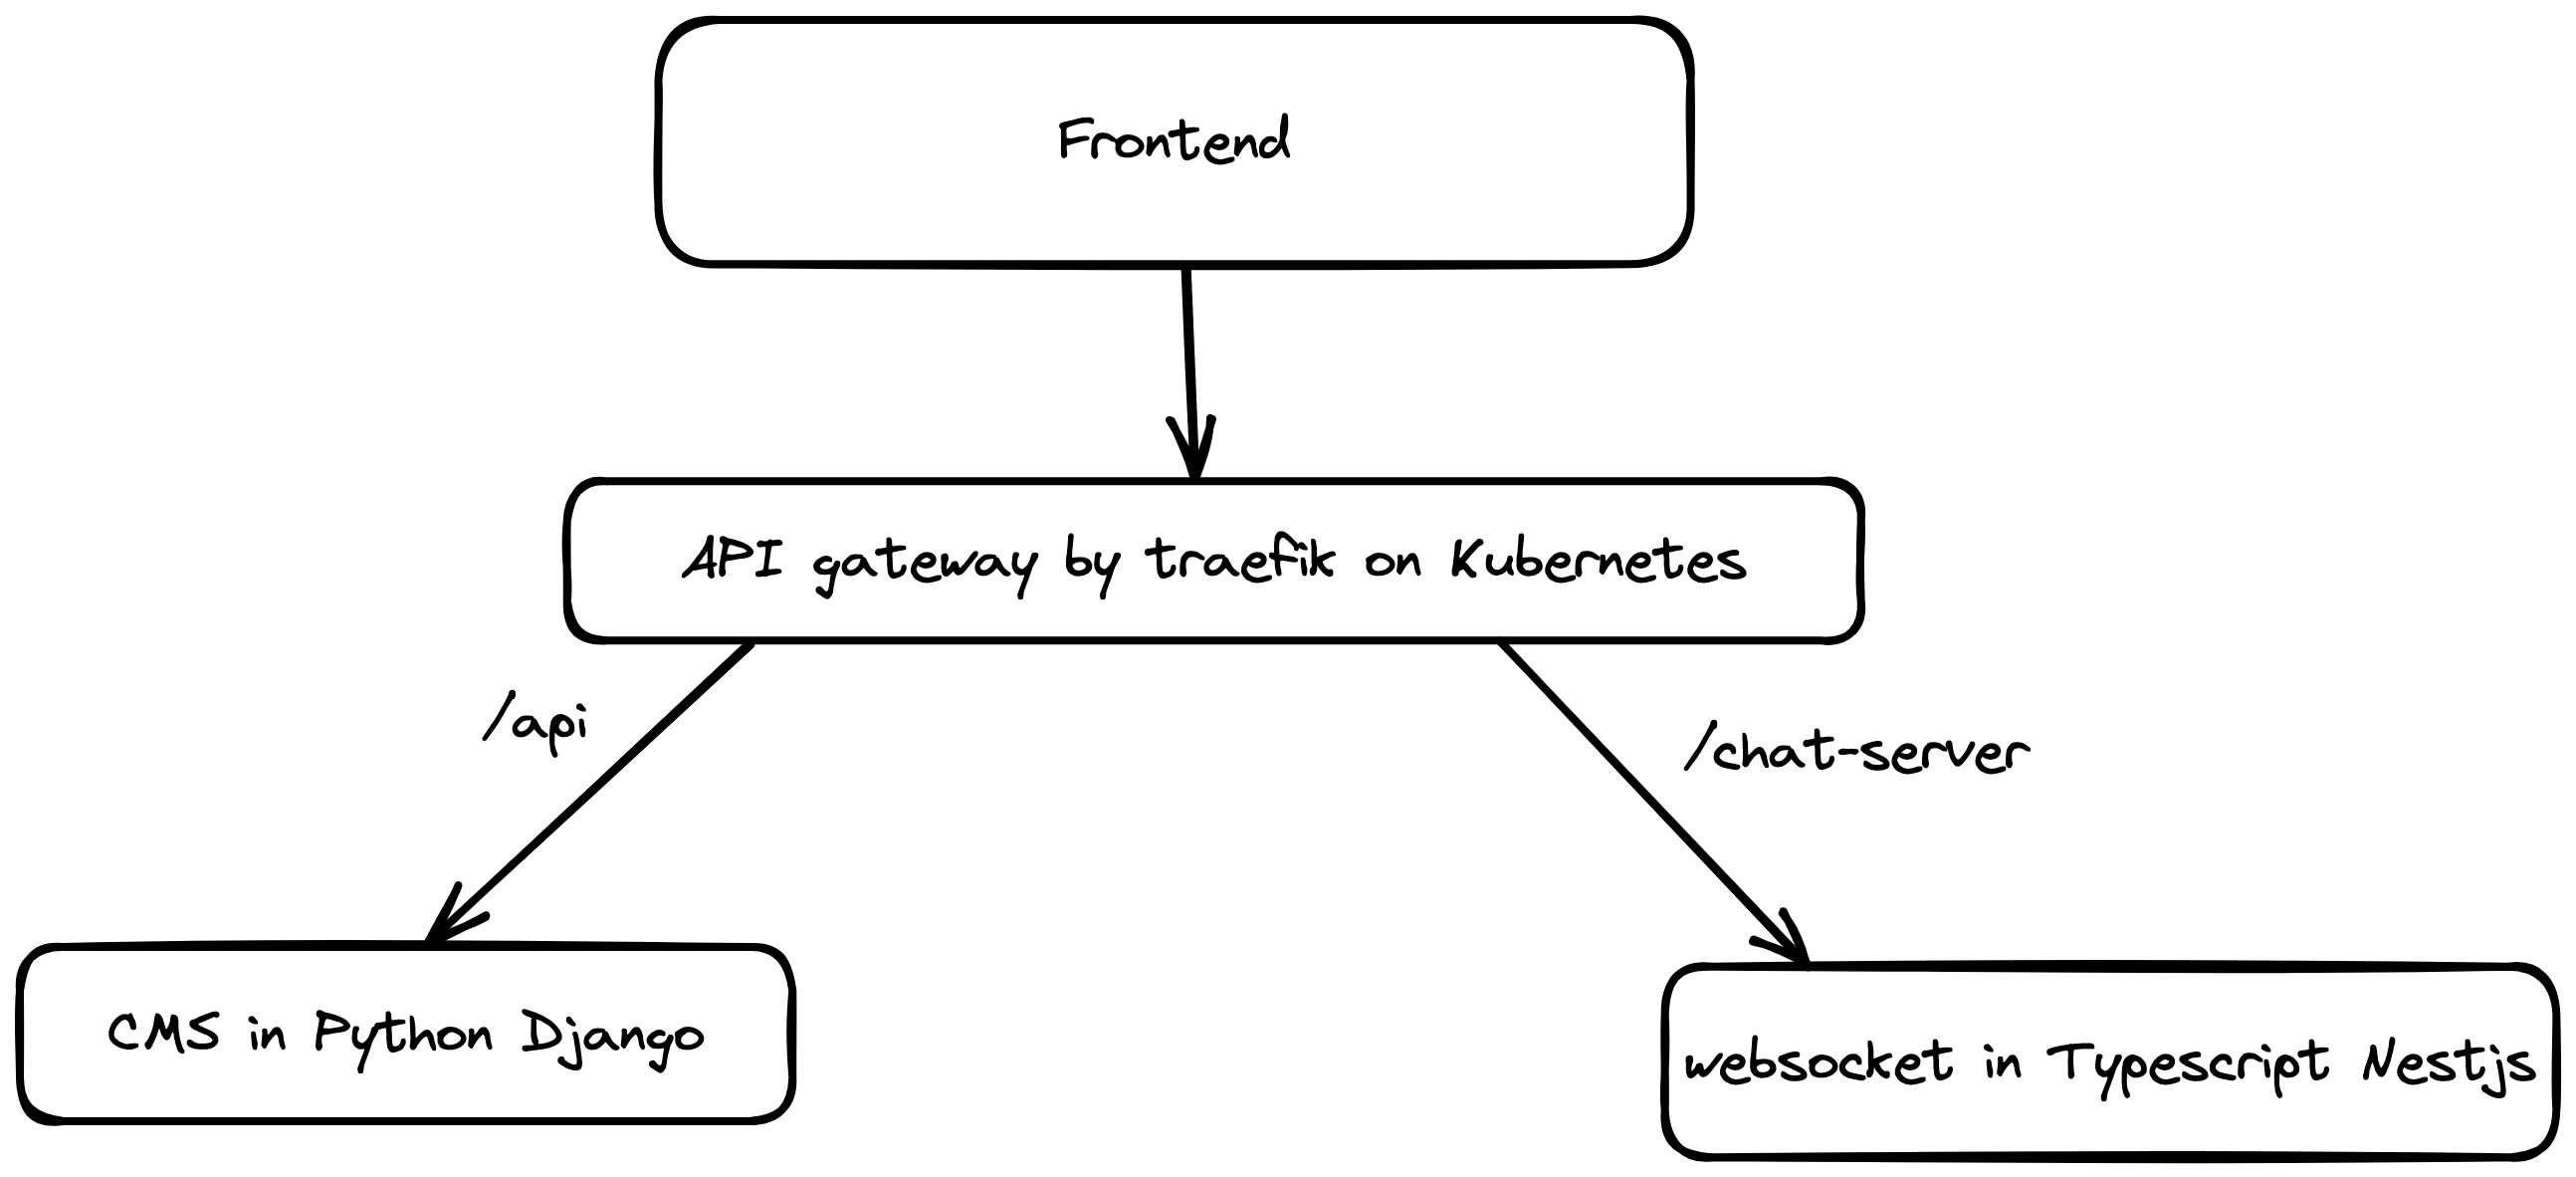 Frontend
API gateway by traefik on Kubernetes
/api
/chat-server
CMS in Python Django
websocket in Typescript Nestjs